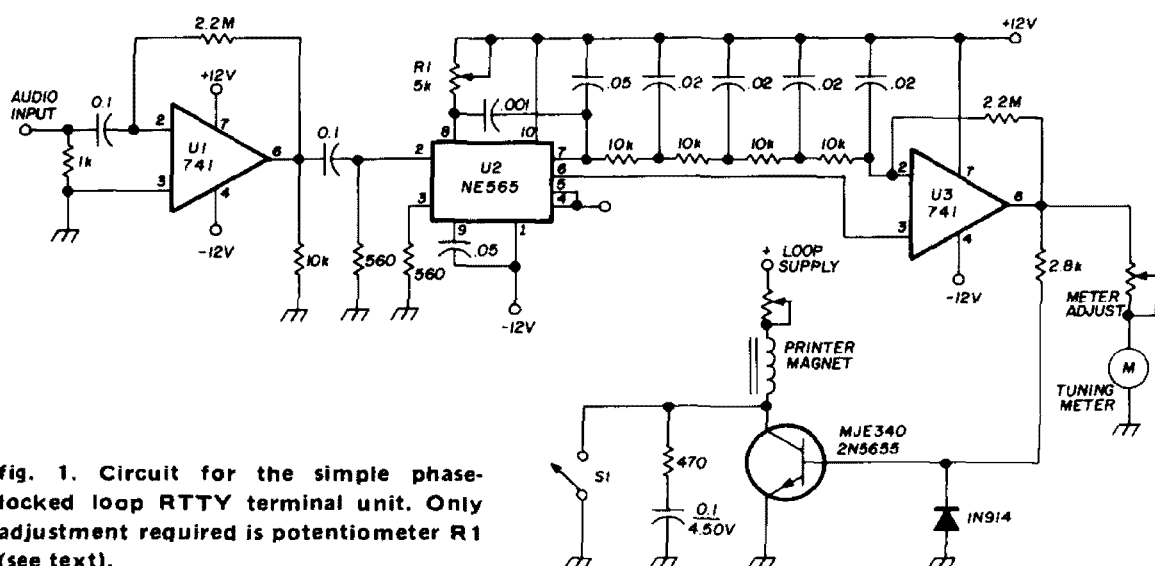 2.2M
+12V
+12V
R1
5k
.05
.02
.02
.02
.02
AUDIO
INPUT
0.1
2
7
U1
741
6
3
4
1k
-12V
10k
0.1
560
560
.001
8
10
2
U2
NE565
7
6
5
4
3
9
1
.05
-12V
10k
10k
10k
10k
2.2M
2
7
U3
741
6
3
4
-12V
2.8k
METER
ADJUST
M
TUNING
METER
+ LOOP
SUPPLY
PRINTER
MAGNET
MJE340
2N5655
S1
470
0.1
450V
1N914
fig. 1. Circuit for the simple phase-
locked loop RTTY terminal unit. Only
adjustment required is potentiometer R1
(see text).